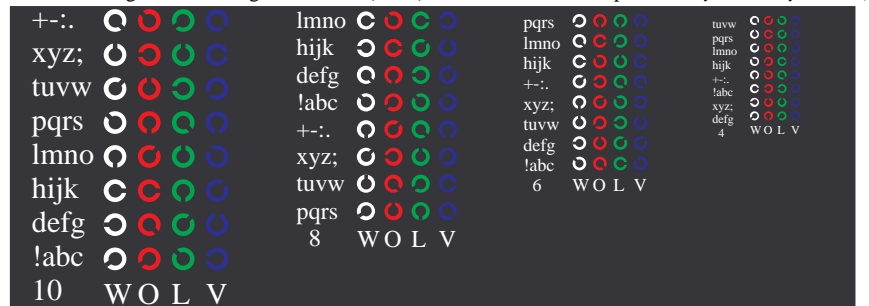 +-:.
xyz;
tuvw
pqrs
lmno
hijk
defg
!abc
10 W O L V
lmno
hijk
defg
!abc
+-:.
xyz;
tuvw
pqrs
8 W O L V
pqrs
lmno
hijk
+-:.
xyz;
tuvw
defg
!abc
6 W O L V
tuvw
pqrs
lmno
hijk
+-:.
!abc
xyz;
defg
4 W O L V